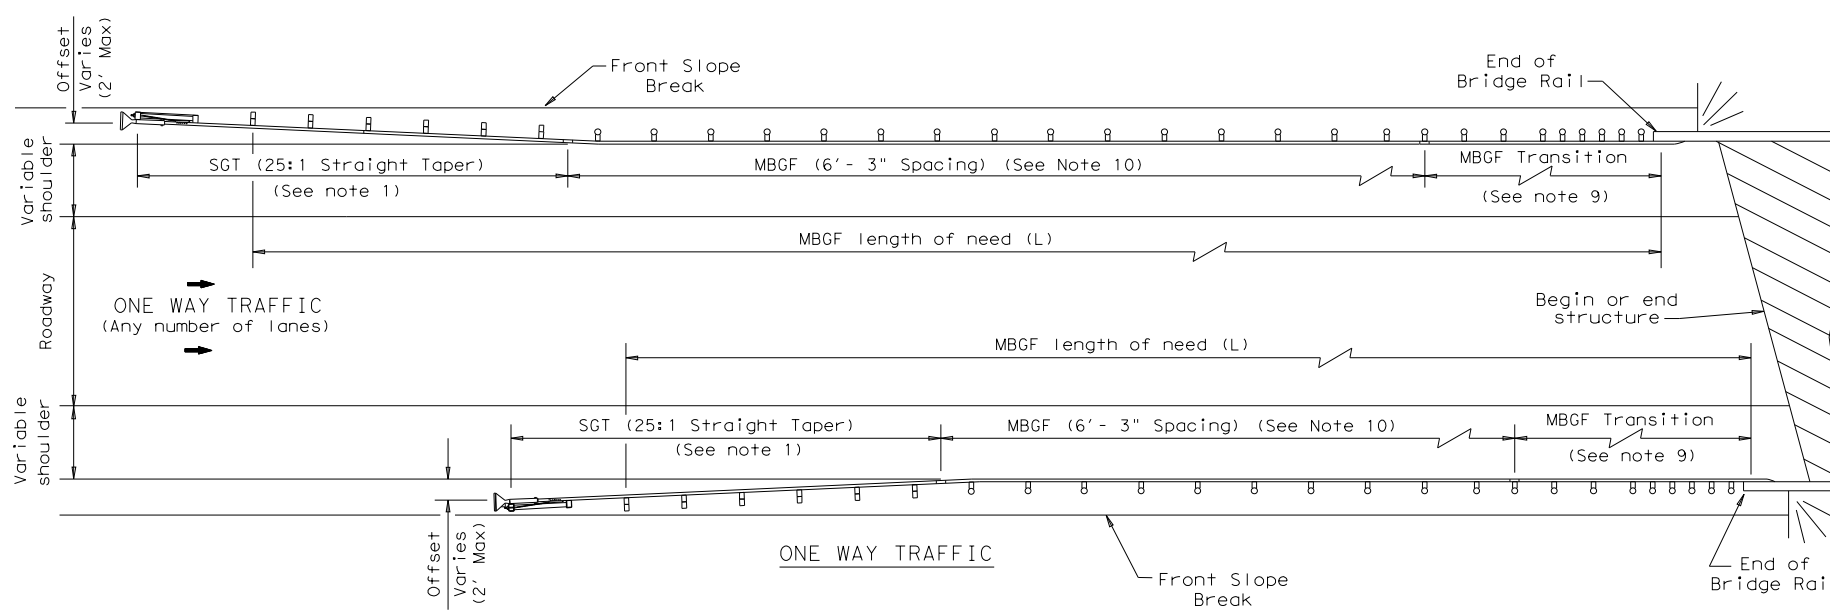 Offset
Varies
(2' Max)
Front Slope
Break
End of
Bridge Rail
Variable
shoulder
SGT (25:1 Straight Taper)
(See note 1)
MBGF (6'- 3" Spacing) (See Note 10)
MBGF Transition
(See note 9)
MBGF length of need (L)
Roadway
ONE WAY TRAFFIC
(Any number of lanes)
Begin or end
structure
MBGF length of need (L)
Variable
shoulder
SGT (25:1 Straight Taper)
(See note 1)
MBGF (6'- 3" Spacing) (See Note 10)
MBGF Transition
(See note 9)
Offset
Varies
(2' Max)
ONE WAY TRAFFIC
Front Slope
Break
End of
Bridge Rai